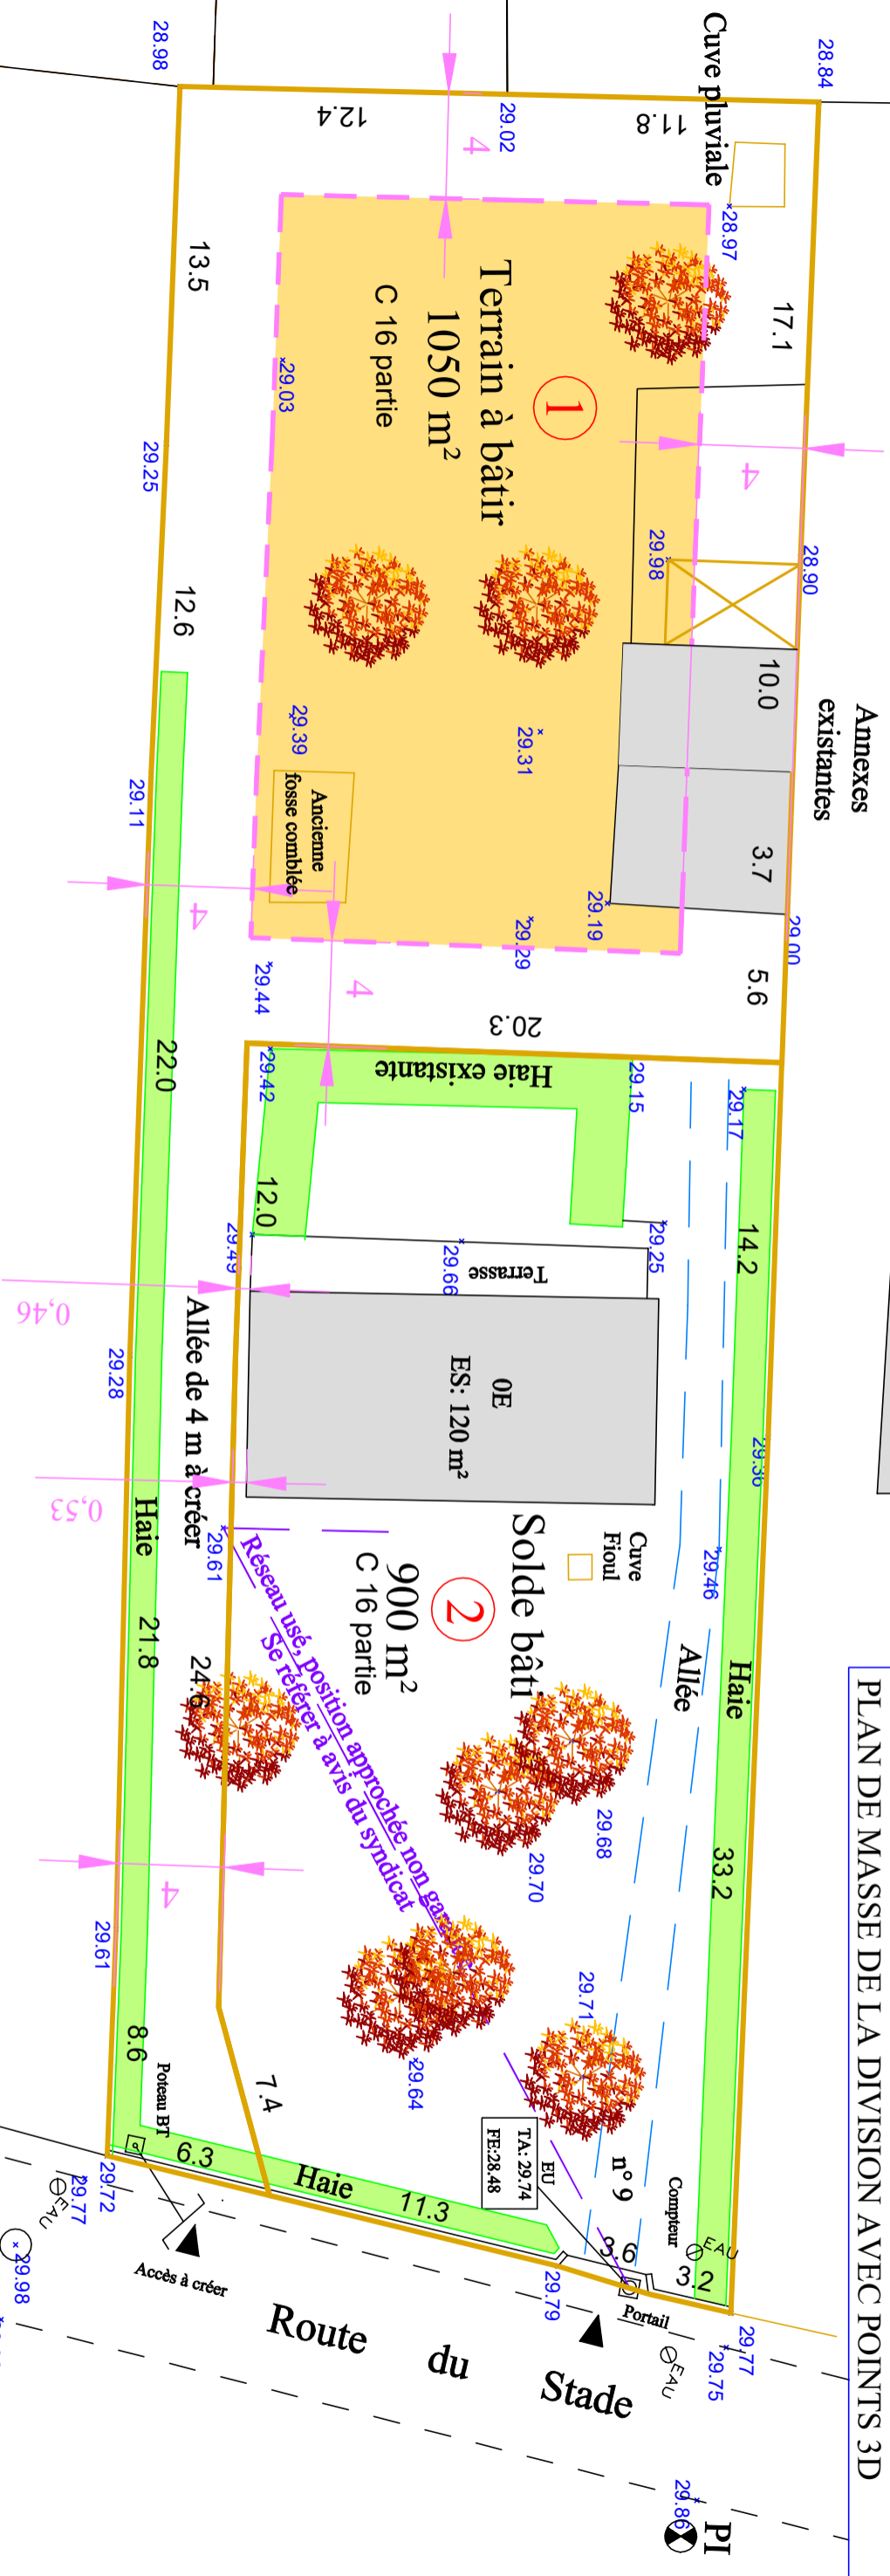 PLAN DE MASSE DE LA DIVISION AVEC POINTS 3D
28.98
28.84
Cuve pluviale
12.4
11.8
29.02
4
28.97
13.5
17.1
Terrain à bâtir
1050 m²
C 16 partie
1
29.03
29.25
4
28.90
29.98
12.6
10.0
Annexes
existantes
29.39
29.31
29.11
3.7
Ancienne
fosse comblée
4
29.19
29.29
29.00
29.44
4
5.6
20.3
22.0
29.42
Haie existante
29.15
29.17
12.0
14.2
29.49
29.66
Terrasse
29.25
0,46
Allée de 4 m à créer
29.28
0E
ES: 120 m²
29.36
0,53
Haie
29.61
Solde bâti
900 m²
C 16 partie
2
Cuve
Fioul
29.46
Réseau usé, position approchée non
Se référer à avis du syndicat
21.8
24.6
Allée
Haie
29.68
29.70
33.2
4
29.61
29.71
29.64
8.6
7.4
Poteau BT
6.3
Haie
11.3
EU
TA: 29.74
FE:28.48
n° 9
Compteur
EAU
3.6
3.2
29.72
29.77
EAU
29.98
Accès à créer
29.79
Portail
29.77
29.75
EAU
Route du Stade
29.86
PI